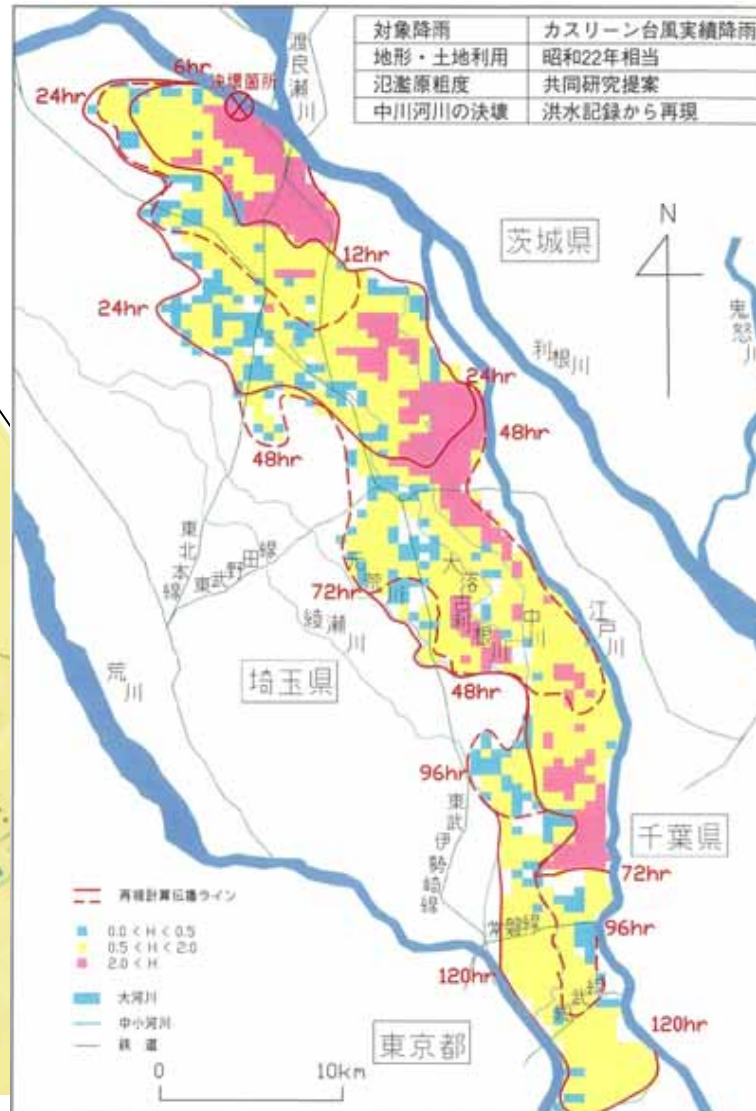 対象降雨 カスリーン台風実績降雨
地形・土地利用 昭和22年相当
氾濫原粗度 共同研究提案
中川河川の決壊 洪水記録から再現
渡良瀬川
6hr
決壊箇所
24hr
茨城県
N
12hr
24hr
鬼怒川
利根川
24hr
48hr
48hr
東北本線
東武野田線
元荒川
大落古利根川
中川
江戸川
72hr
綾瀬川
荒川
埼玉県
48hr
96hr
東武伊勢崎線
千葉県
72hr
再現計算伝播ライン
0.0<H<0.5
0.5<H<2.0
2.0<H
常磐線
96hr
120hr
大河川
中小河川
鉄道
総武線
120hr
東京都
0 10km